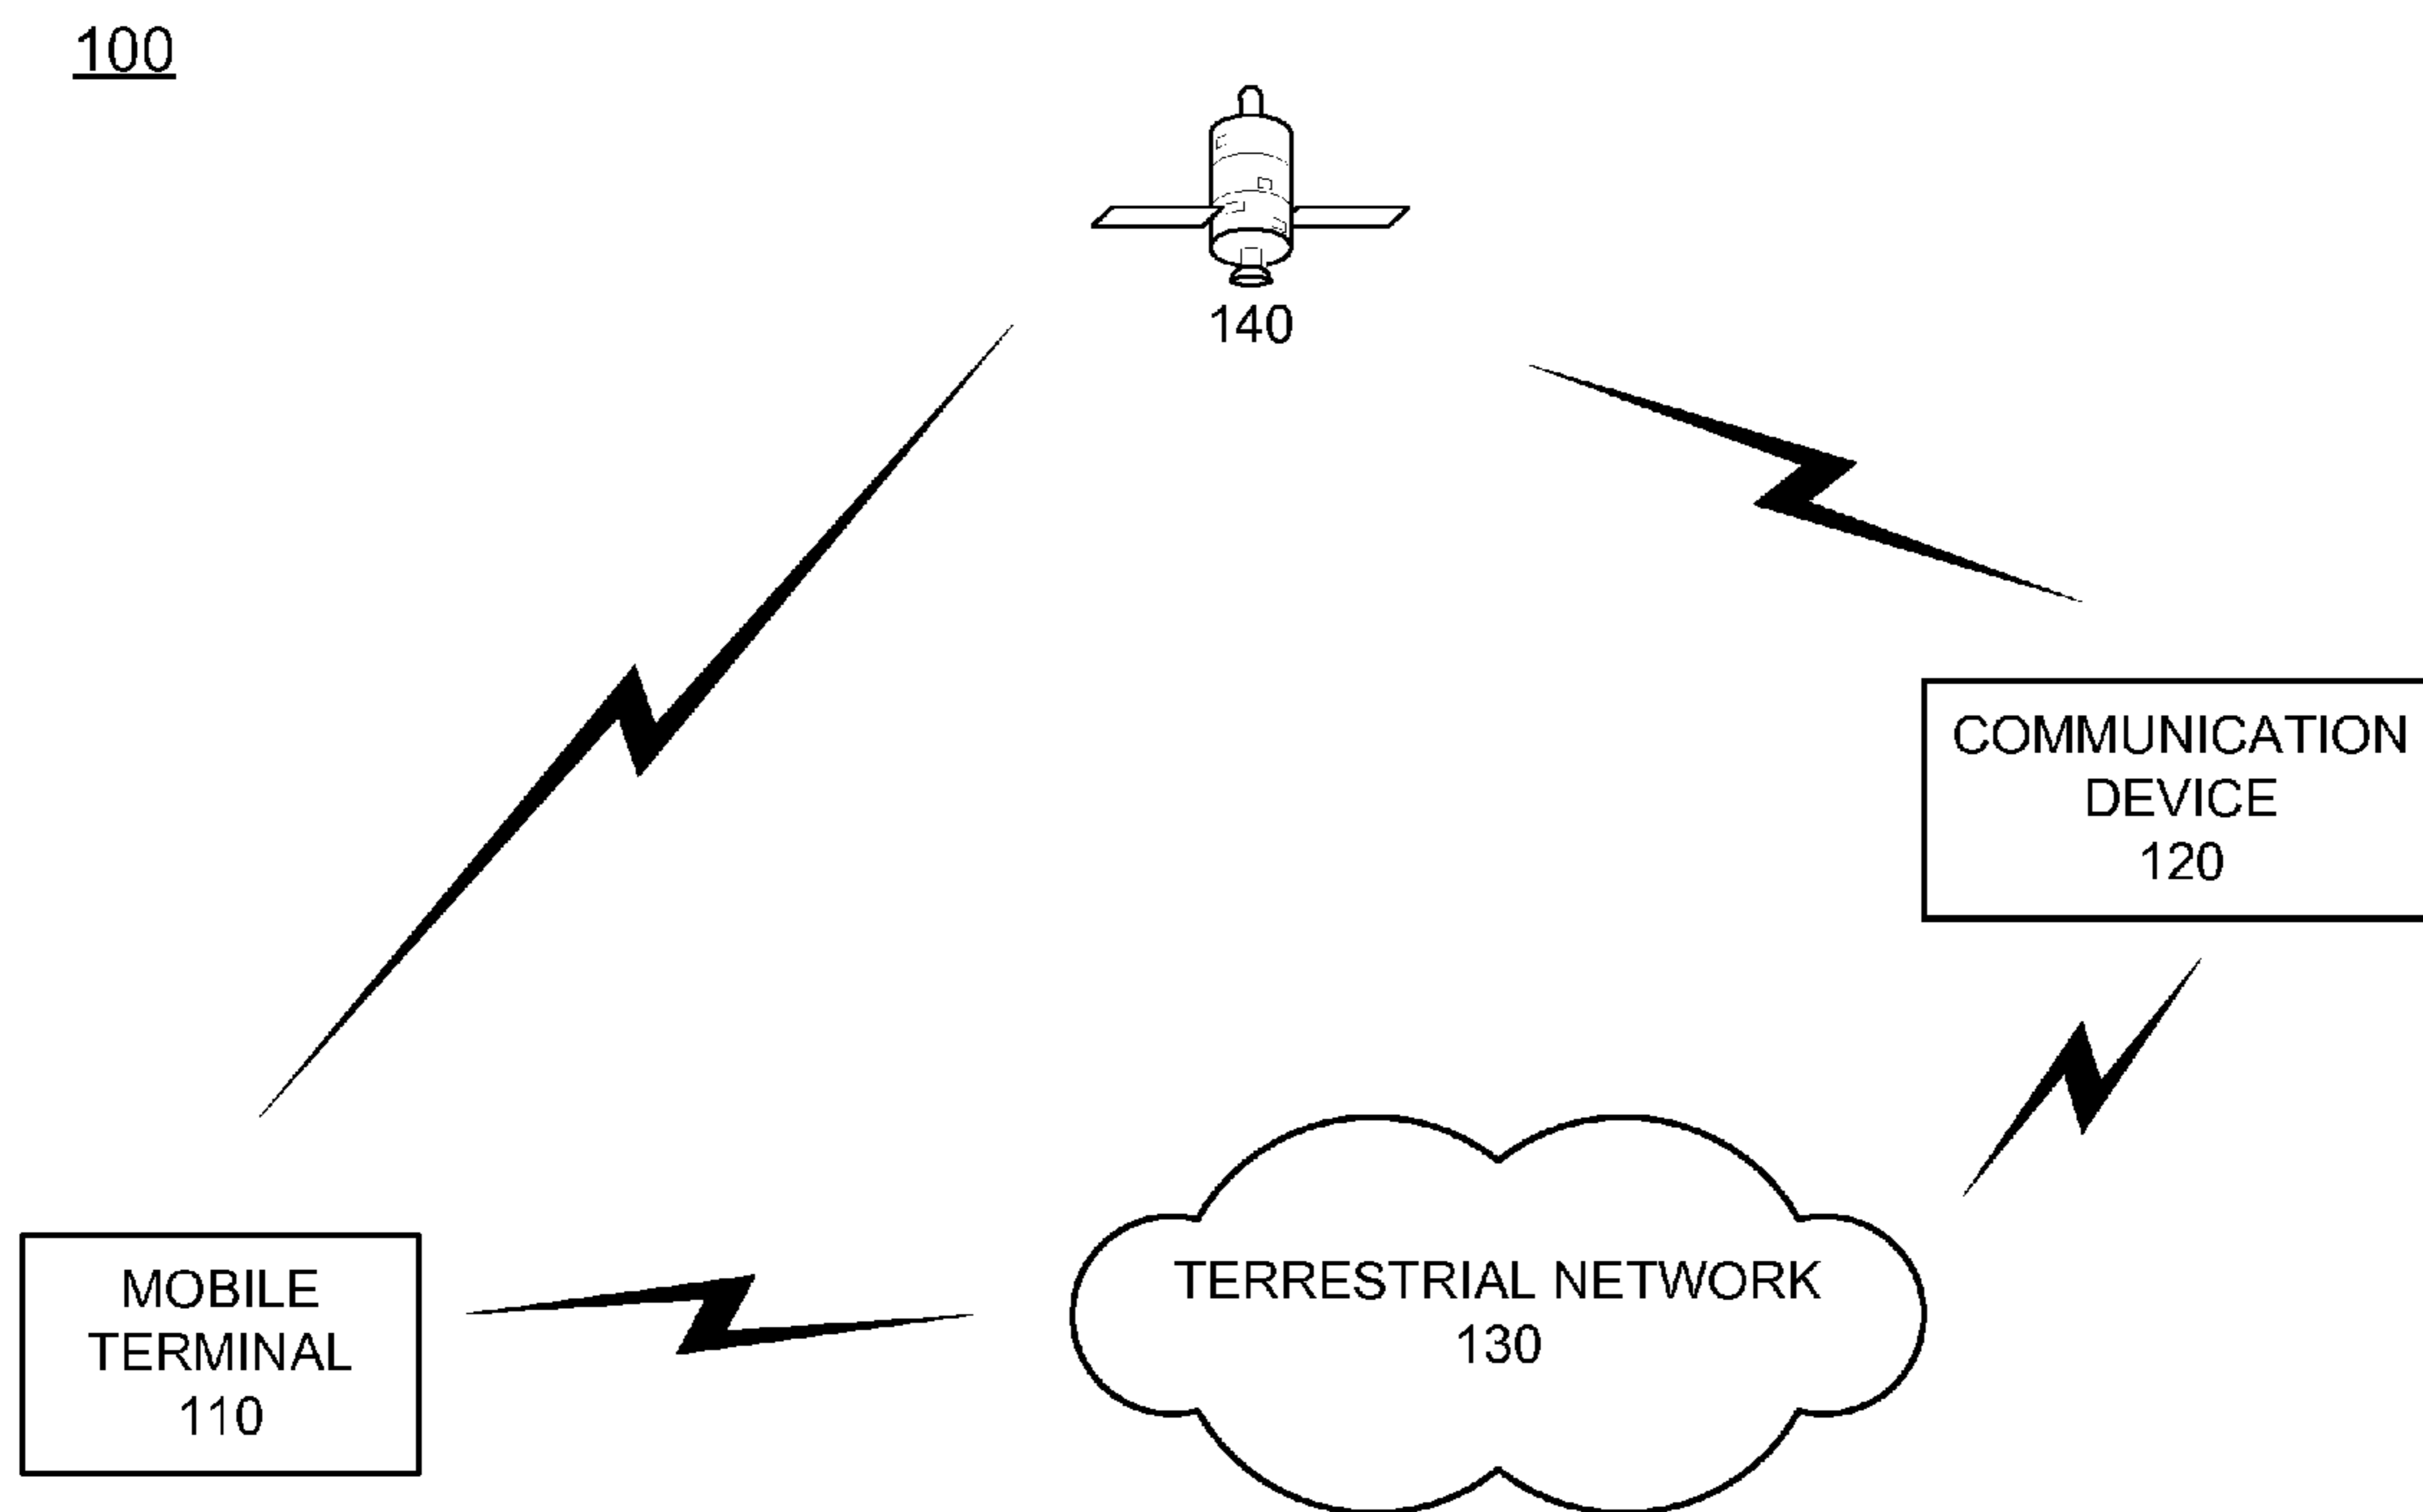 100
140
COMMUNICATION
DEVICE
120
MOBILE
TERMINAL
110
TERRESTRIAL NETWORK
130